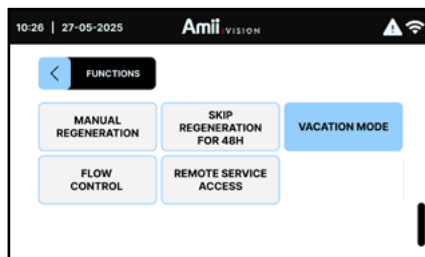 10:26 | 27-05-2025 Amii.VISION
FUNCTIONS
MANUAL
REGENERATION
SKIP
REGENERATION
FOR 48H
VACATION MODE
FLOW
CONTROL
REMOTE SERVICE
ACCESS